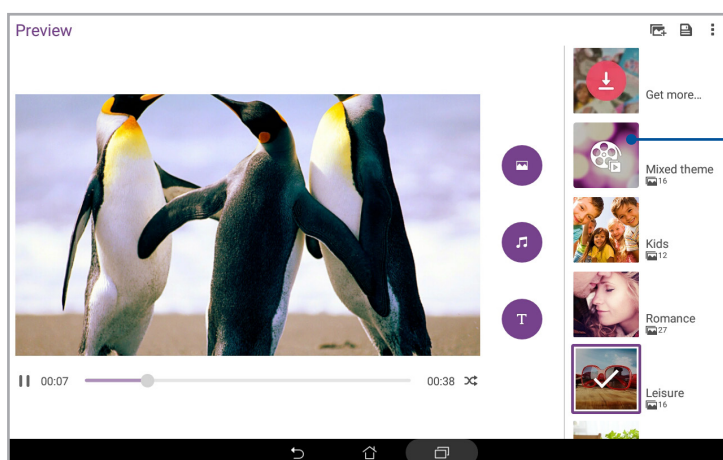 Preview
Get more...
Mixed theme
16
Kids
12
Romance
27
T
00:07
00:38
Leisure
16